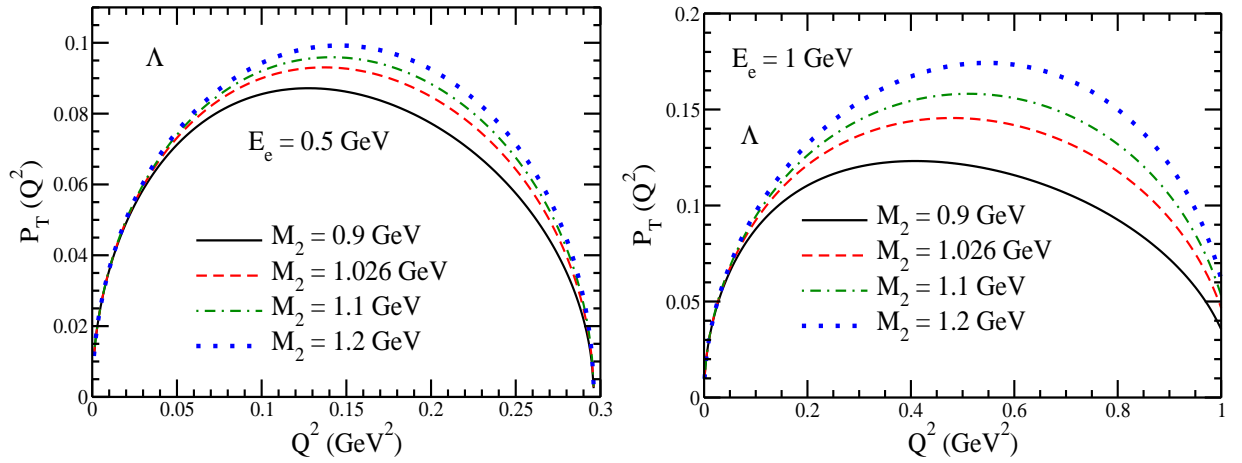 0.1
0.08
0.06
0.04
0.02
0
P_T (Q^2)
Λ
E_e = 0.5 GeV
M_2 = 0.9 GeV
M_2 = 1.026 GeV
M_2 = 1.1 GeV
M_2 = 1.2 GeV
0 0.05 0.1 0.15 0.2 0.25 0.3
Q^2 (GeV^2)
0.2
0.15
0.1
0.05
0
P_T (Q^2)
E_e = 1 GeV
Λ
M_2 = 0.9 GeV
M_2 = 1.026 GeV
M_2 = 1.1 GeV
M_2 = 1.2 GeV
0 0.2 0.4 0.6 0.8 1
Q^2 (GeV^2)